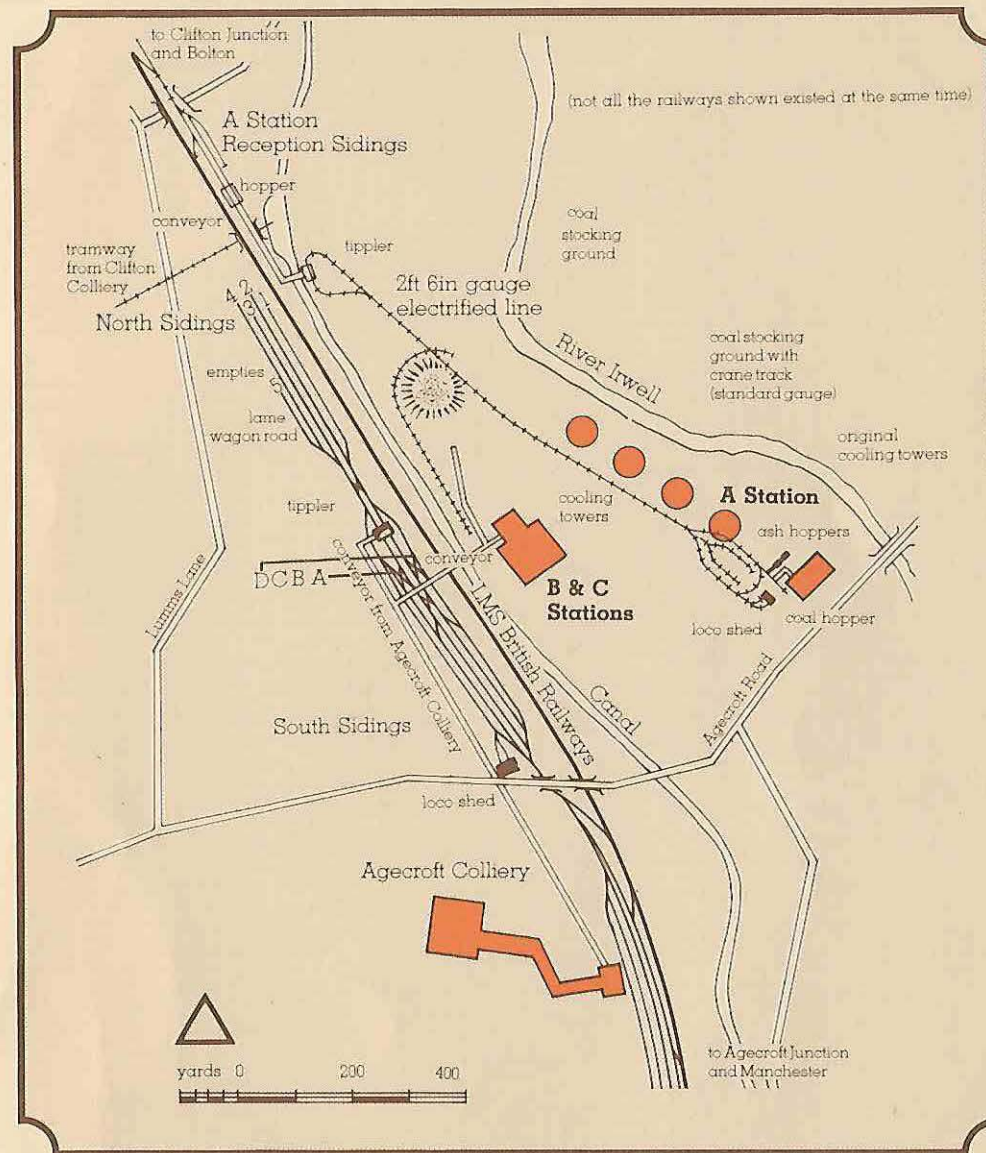 to Clifton Junction
and Bolton
(not all the railways shown existed at the same time)
A Station
Reception Sidings
hopper
conveyor
tramway
from Clifton
Colliery
tippler
coal
stocking
ground
2ft 6in gauge
electrified line
North Sidings
4 2
3 1
River Irwell
coal stocking
ground with
crane track
(standard gauge)
empties
5
lame
wagon road
original
cooling towers
cooling
towers
A Station
ash hoppers
tippler
conveyor
D C B A
B & C
Stations
Lumms Lane
conveyor from Agecroft Colliery
LMS British Railways
Canal
loco shed
coal hopper
Agecroft Road
South Sidings
loco shed
Agecroft Colliery
to Agecroft Junction
and Manchester
yards 0 200 400